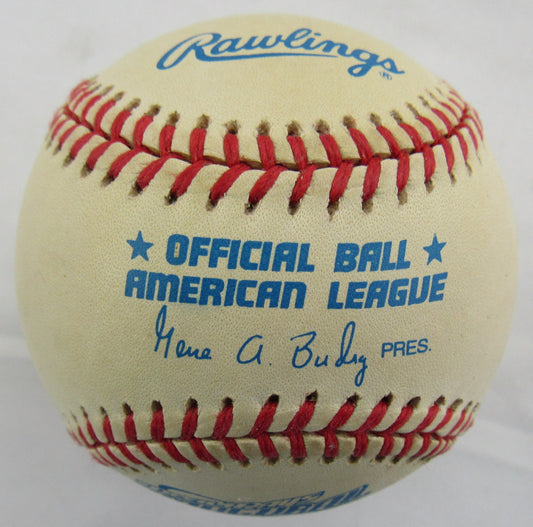 Rawlings ®
★ OFFICIAL BALL ★
AMERICAN LEAGUE
Gene A. Budig PRES.